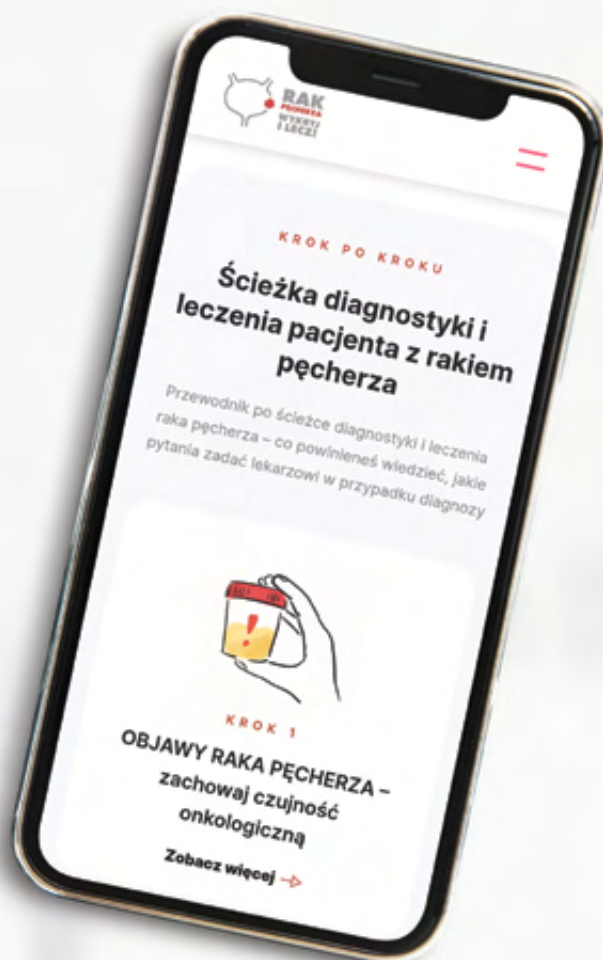 RAK
PĘCHERZA
WYKRYJ
I LECZ!
KROK PO KROKU
Ścieżka diagnostyki i
leczenia pacjenta z rakiem
pęcherza
Przewodnik po ścieżce diagnostyki i leczenia
raka pęcherza – co powinieneś wiedzieć, jakie
pytania zadać lekarzowi w przypadku diagnozy
KROK 1
OBJAWY RAKA PĘCHERZA –
zachowaj czujność
onkologiczną
Zobacz więcej